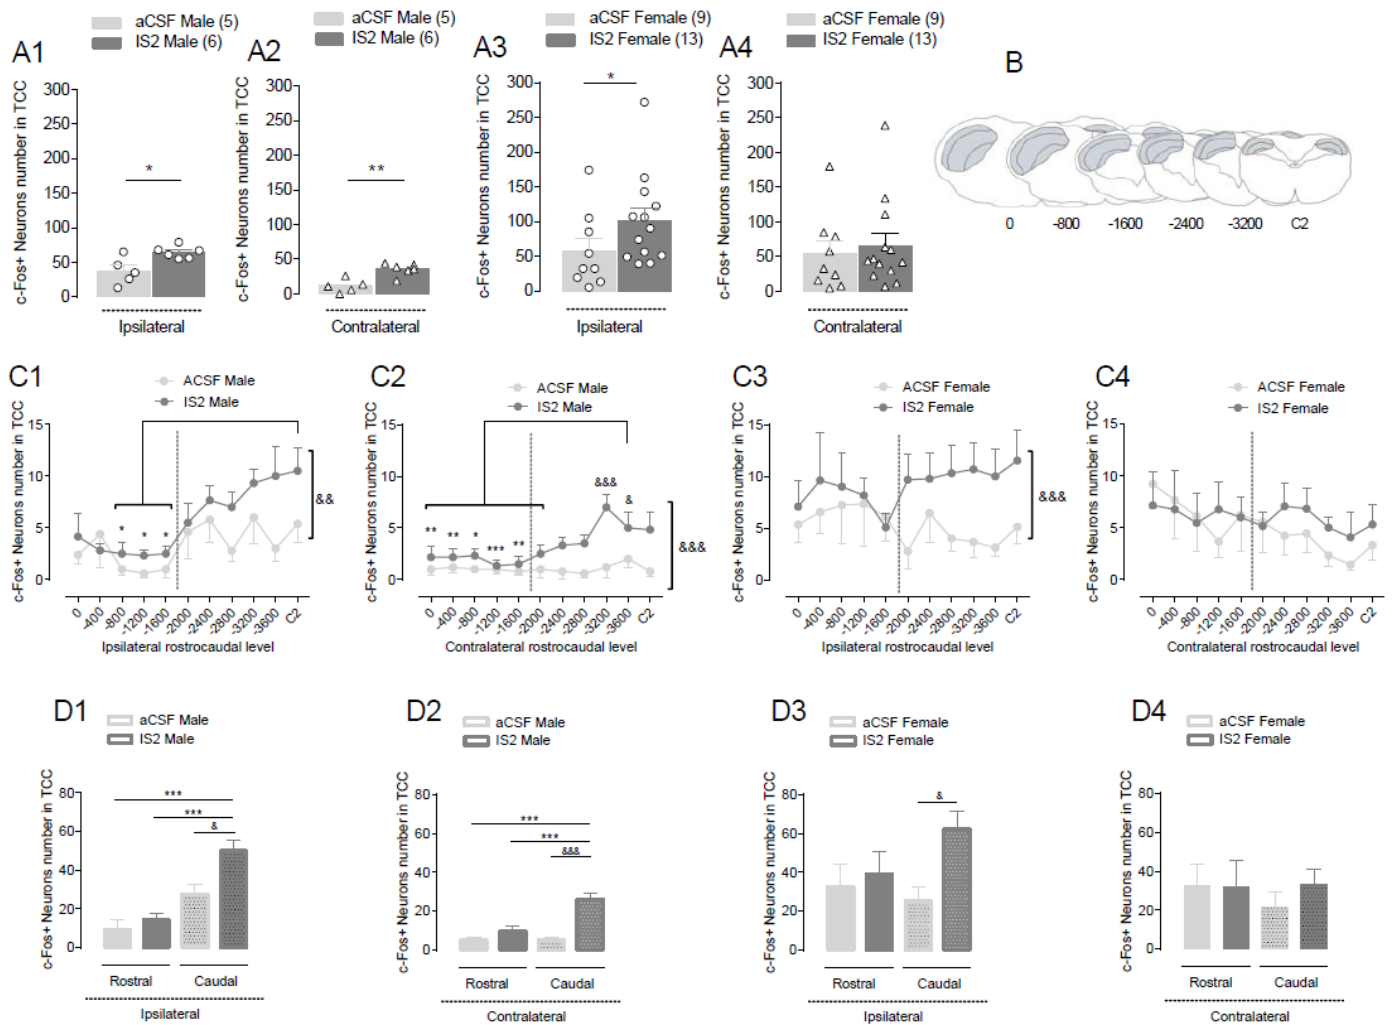 A1
aCSF Male (5)
IS2 Male (6)
c-Fos+ Neurons number in TCC
300
250
200
150
100
50
0
*
Ipsilateral
A2
aCSF Male (5)
IS2 Male (6)
c-Fos+ Neurons number in TCC
300
250
200
150
100
50
0
**
Contralateral
A3
aCSF Female (9)
IS2 Female (13)
c-Fos+ Neurons number in TCC
300
250
200
150
100
50
0
*
Ipsilateral
A4
aCSF Female (9)
IS2 Female (13)
c-Fos+ Neurons number in TCC
300
250
200
150
100
50
0
Contralateral
B
0 -800 -1600 -2400 -3200 C2
C1
ACSF Male
IS2 Male
c-Fos+ Neurons number in TCC
15
10
5
0
* * *
&&
0 -400 -800 -1200 -1600 -2000 -2400 -2800 -3200 -3600 C2
Ipsilateral rostrocaudal level
C2
ACSF Male
IS2 Male
c-Fos+ Neurons number in TCC
15
10
5
0
** ** * *** **
&&&
&
&&&
0 -400 -800 -1200 -1600 -2000 -2400 -2800 -3200 -3600 C2
Contralateral rostrocaudal level
C3
ACSF Female
IS2 Female
c-Fos+ Neurons number in TCC
15
10
5
0
&&&
0 -400 -800 -1200 -1600 -2000 -2400 -2800 -3200 -3600 C2
Ipsilateral rostrocaudal level
C4
ACSF Female
IS2 Female
c-Fos+ Neurons number in TCC
15
10
5
0
0 -400 -800 -1200 -1600 -2000 -2400 -2800 -3200 -3600 C2
Contralateral rostrocaudal level
D1
aCSF Male
IS2 Male
c-Fos+ Neurons number in TCC
80
60
40
20
0
***
***
&
Rostral Caudal
Ipsilateral
D2
aCSF Male
IS2 Male
c-Fos+ Neurons number in TCC
80
60
40
20
0
***
***
&&&
Rostral Caudal
Contralateral
D3
aCSF Female
IS2 Female
c-Fos+ Neurons number in TCC
80
60
40
20
0
&
Rostral Caudal
Ipsilateral
D4
aCSF Female
IS2 Female
c-Fos+ Neurons number in TCC
80
60
40
20
0
Rostral Caudal
Contralateral